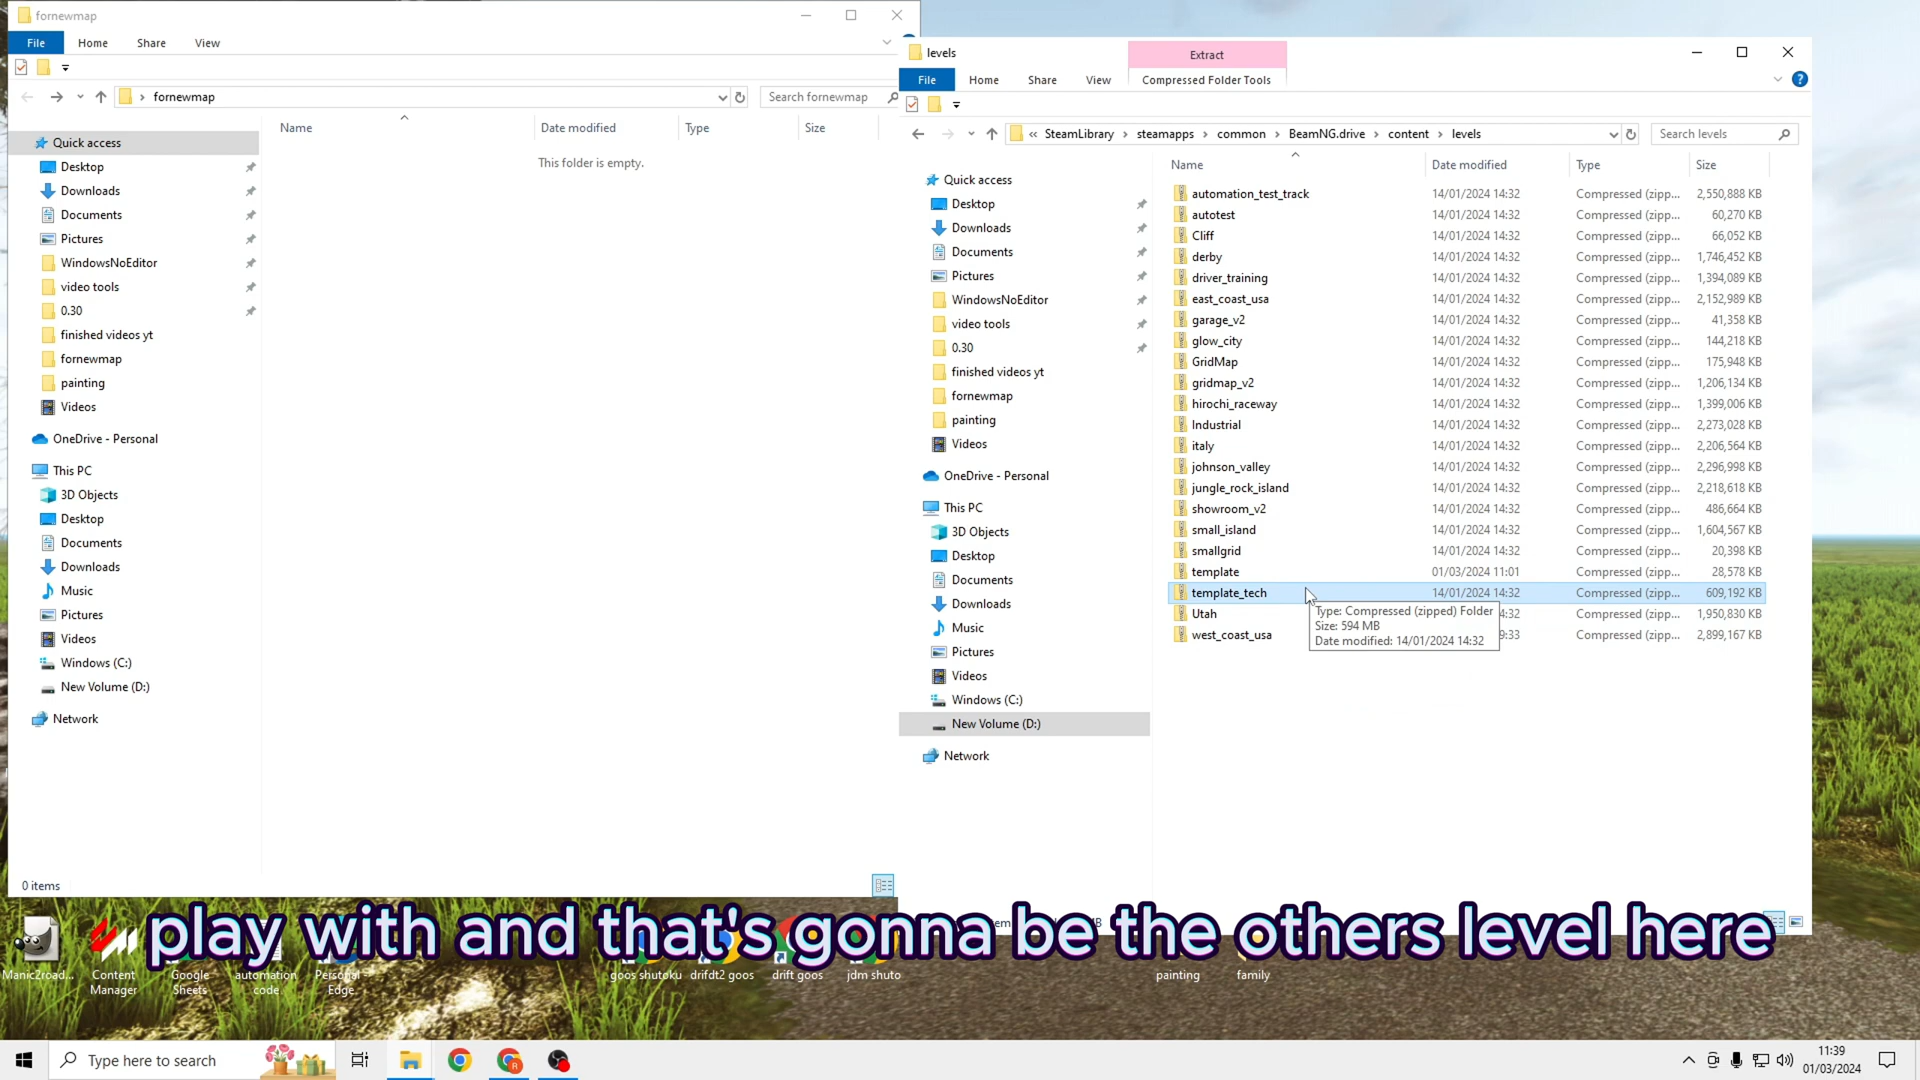 fornewmap
File Home Share View
fornewmap
Search fornewmap
Name Date modified Type Size
This folder is empty.
Quick access
Desktop
Downloads
Documents
Pictures
WindowsNoEditor
video tools
0.30
finished videos yt
fornewmap
painting
Videos
OneDrive - Personal
This PC
3D Objects
Desktop
Documents
Downloads
Music
Pictures
Videos
Windows (C:)
New Volume (D:)
Network
0 items
levels
Extract
File Home Share View Compressed Folder Tools
« SteamLibrary › steamapps › common › BeamNG.drive › content › levels
Search levels
Name Date modified Type Size
Quick access
Desktop
Downloads
Documents
Pictures
WindowsNoEditor
video tools
0.30
finished videos yt
fornewmap
painting
Videos
OneDrive - Personal
This PC
3D Objects
Desktop
Documents
Downloads
Music
Pictures
Videos
Windows (C:)
New Volume (D:)
Network
automation_test_track 14/01/2024 14:32 Compressed (zipp... 2,550,888 KB
autotest 14/01/2024 14:32 Compressed (zipp... 60,270 KB
Cliff 14/01/2024 14:32 Compressed (zipp... 66,052 KB
derby 14/01/2024 14:32 Compressed (zipp... 1,746,452 KB
driver_training 14/01/2024 14:32 Compressed (zipp... 1,394,089 KB
east_coast_usa 14/01/2024 14:32 Compressed (zipp... 2,152,989 KB
garage_v2 14/01/2024 14:32 Compressed (zipp... 41,358 KB
glow_city 14/01/2024 14:32 Compressed (zipp... 144,218 KB
GridMap 14/01/2024 14:32 Compressed (zipp... 175,948 KB
gridmap_v2 14/01/2024 14:32 Compressed (zipp... 1,206,134 KB
hirochi_raceway 14/01/2024 14:32 Compressed (zipp... 1,399,006 KB
Industrial 14/01/2024 14:32 Compressed (zipp... 2,273,028 KB
italy 14/01/2024 14:32 Compressed (zipp... 2,206,564 KB
johnson_valley 14/01/2024 14:32 Compressed (zipp... 2,296,998 KB
jungle_rock_island 14/01/2024 14:32 Compressed (zipp... 2,218,618 KB
showroom_v2 14/01/2024 14:32 Compressed (zipp... 486,664 KB
small_island 14/01/2024 14:32 Compressed (zipp... 1,604,567 KB
smallgrid 14/01/2024 14:32 Compressed (zipp... 20,398 KB
template 01/03/2024 11:01 Compressed (zipp... 28,578 KB
template_tech 14/01/2024 14:32 Compressed (zipp... 609,192 KB
Utah 4:32 Compressed (zipp... 1,950,830 KB
west_coast_usa 9:33 Compressed (zipp... 2,899,167 KB
Type: Compressed (zipped) Folder
Size: 594 MB
Date modified: 14/01/2024 14:32
play with and that's gonna be the others level here
Manic2road...
Content Manager
Google Sheets
automation code
Personal Edge
goos shutoku
drifdt2 goos
drift goos
jdm shuto
painting
family
Type here to search
11:39
01/03/2024